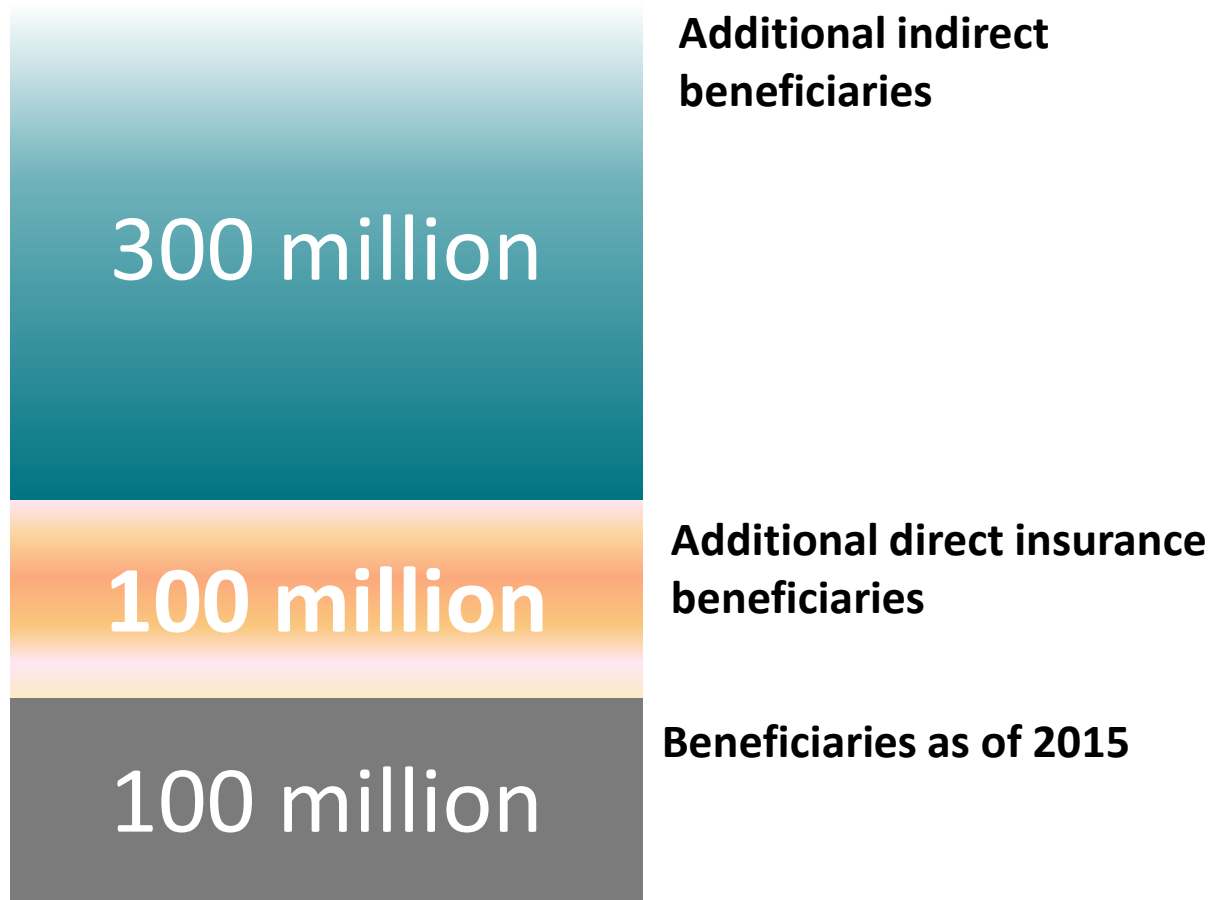 Additional indirect
beneficiaries
300 million
Additional direct insurance
beneficiaries
100 million
Beneficiaries as of 2015
100 million